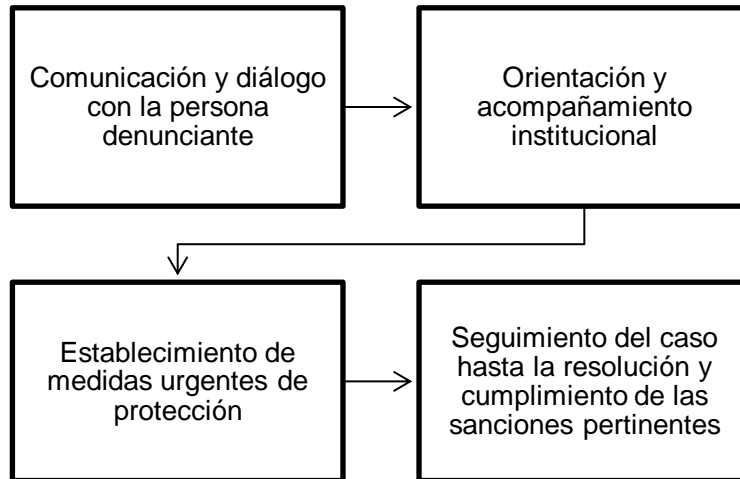 Comunicación y diálogo
con la persona
denunciante
Orientación y
acompañamiento
institucional
Establecimiento de
medidas urgentes de
protección
Seguimiento del caso
hasta la resolución y
cumplimiento de las
sanciones pertinentes